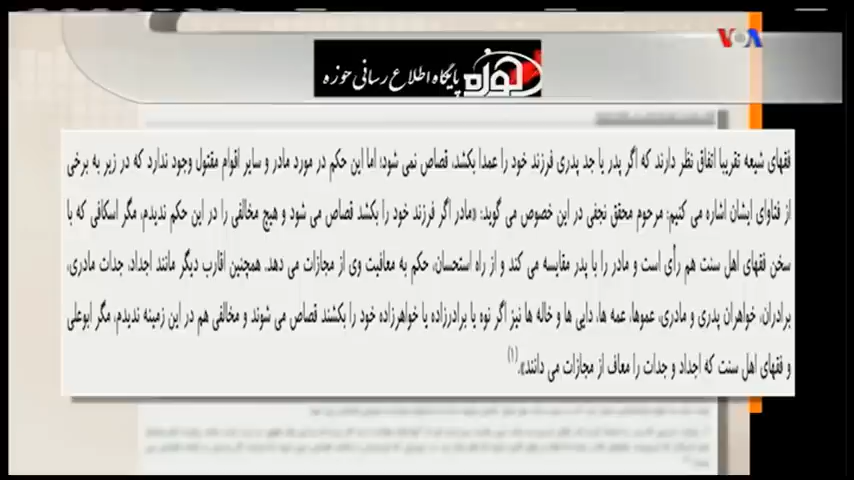 VOA
حوزه
پایگاه اطلاع رسانی حوزه
فقهای شیعه تقریبا اتفاق نظر دارند که اگر پدر یا جد پدری فرزند خود را عمدا بکشد، قصاص نمی شود؛ اما این حکم در مورد مادر و سایر اقوام مقتول وجود ندارد که در زیر به برخی
از فتاوای ایشان اشاره می کنیم: مرحوم محقق نجفی در این خصوص می گوید: «مادر اگر فرزند خود را بکشد قصاص می شود و هیچ مخالفی را در این حکم ندیدم، مگر اسکافی که با
سخن فقهای اهل سنت هم رأی است و مادر را با پدر مقایسه می کند و از راه استحسان، حکم به معافیت وی از مجازات می دهد. همچنین اقارب دیگر مانند اجداد، جدات مادری،
برادران، خواهران پدری و مادری، عموها، عمه ها، دایی ها و خاله ها نیز اگر نوه یا برادرزاده یا خواهرزاده خود را بکشند قصاص می شوند و مخالفی هم در این زمینه ندیدم، مگر ابوعلی
و فقهای اهل سنت که اجداد و جدات را معاف از مجازات می دانند».(۱)